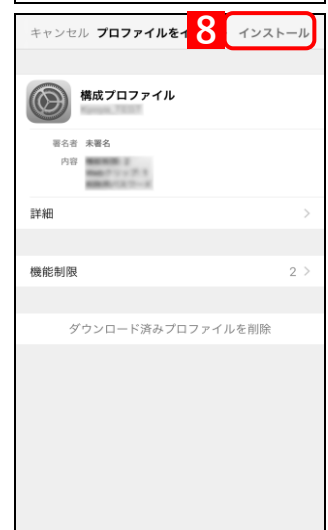 キャンセル プロファイルをイ 8 インストール
構成プロファイル
署名者 未署名
内容
詳細
機能制限 2
ダウンロード済みプロファイルを削除